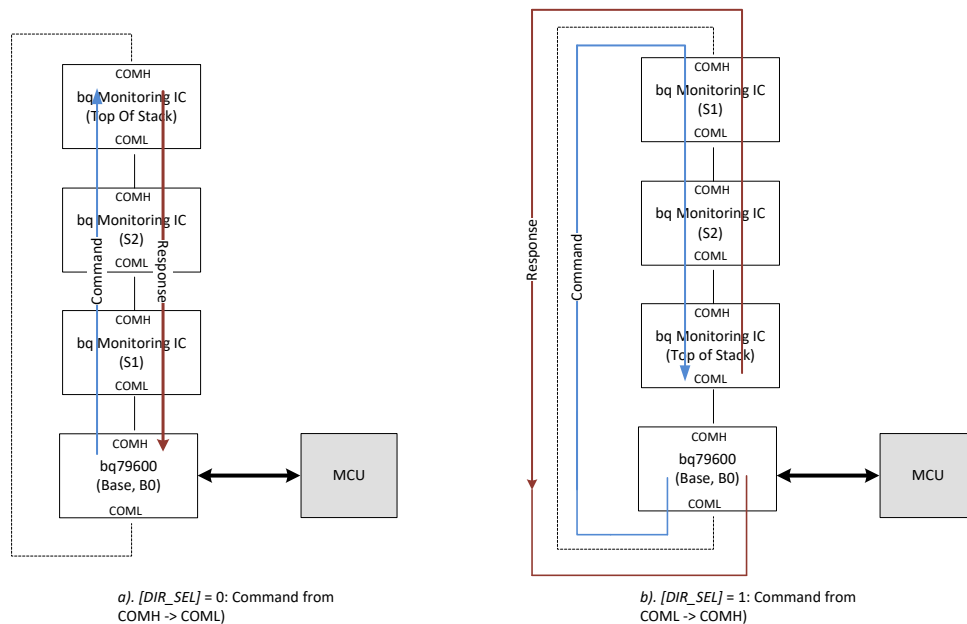 COMH
bq Monitoring IC
(Top Of Stack)
COML
COMH
bq Monitoring IC
(S2)
COML
COMH
bq Monitoring IC
(S1)
COML
COMH
bq79600
(Base, B0)
COML
Command
Response
MCU
a). [DIR_SEL] = 0: Command from
COMH -> COML)
COMH
bq Monitoring IC
(S1)
COML
COMH
bq Monitoring IC
(S2)
COML
COMH
bq Monitoring IC
(Top of Stack)
COML
COMH
bq79600
(Base, B0)
COML
Response
Command
MCU
b). [DIR_SEL] = 1: Command from
COML -> COMH)